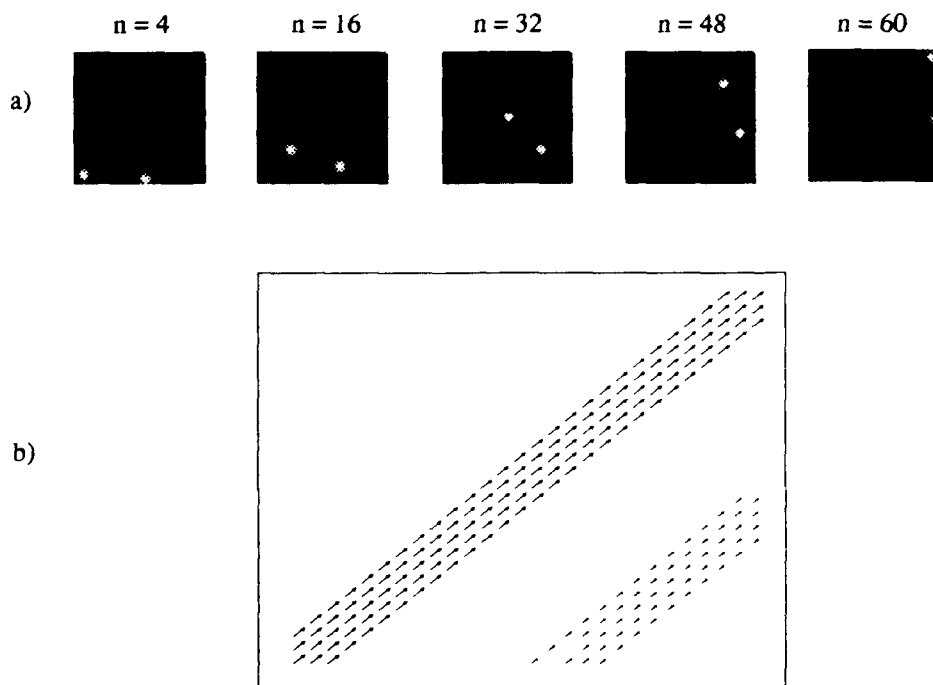 n = 4 n = 16 n = 32 n = 48 n = 60
a)
b)